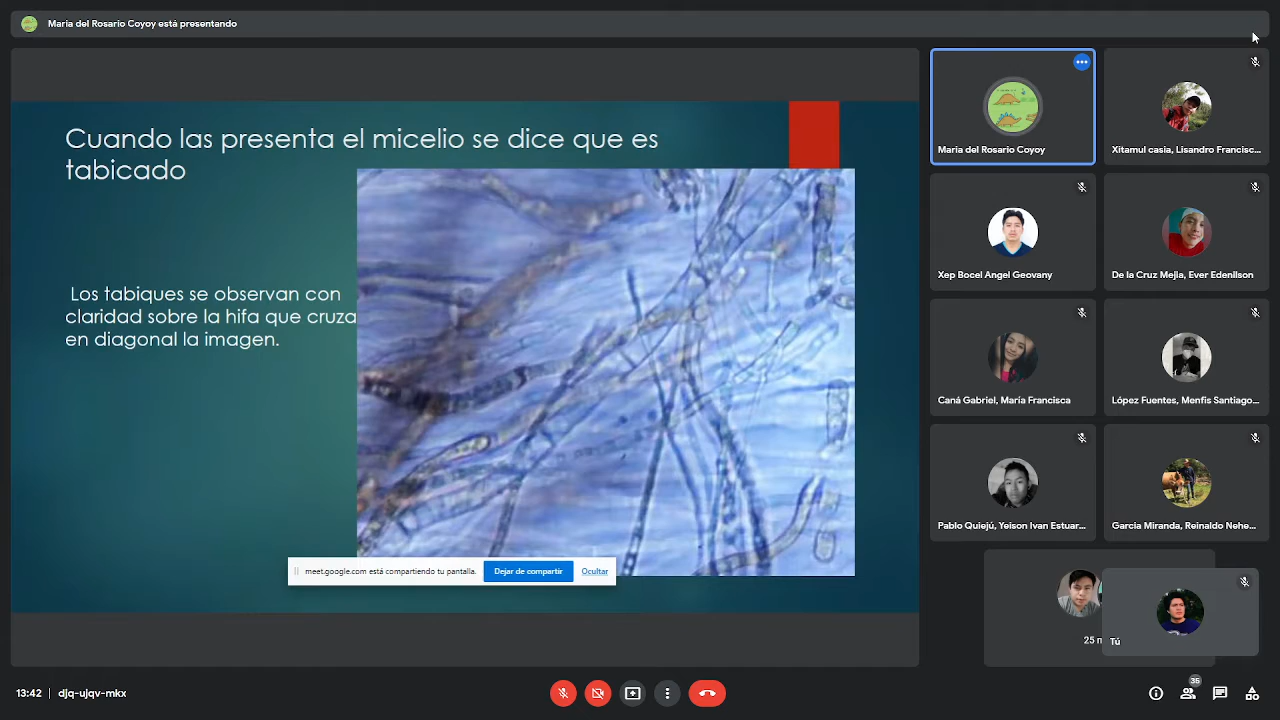 Maria del Rosario Coyoy está presentando
Cuando las presenta el micelio se dice que es
tabicado
Los tabiques se observan con
claridad sobre la hifa que cruza
en diagonal la imagen.
meet.google.com está compartiendo tu pantalla.
Dejar de compartir
Ocultar
Maria del Rosario Coyoy
Xitamul casia, Lisandro Francisc...
Xep Bocel Angel Geovany
De la Cruz Mejia, Ever Edenilson
Caná Gabriel, María Francisca
López Fuentes, Menfis Santiago...
Pablo Quiejú, Yeison Ivan Estuar...
Garcia Miranda, Reinaldo Nehe...
25 m
Tú
13:42 | djq-ujqv-mkx
35